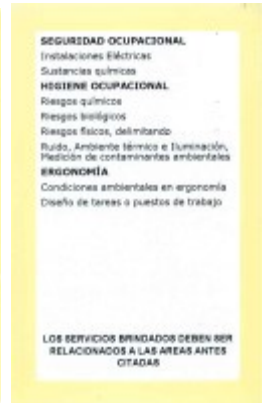 SEGURIDAD OCUPACIONAL
Instalaciones Eléctricas
Sustancias químicas
HIGIENE OCUPACIONAL
Riesgos químicos
Riesgos biológicos
Riesgos físicos, delimitando
Ruido, Ambiente térmico e Iluminación,
Medición de contaminantes ambientales
ERGONOMÍA
Condiciones ambientales en ergonomía
Diseño de tareas o puestos de trabajo
LOS SERVICIOS BRINDADOS DEBEN SER
RELACIONADOS A LAS AREAS ANTES
CITADAS